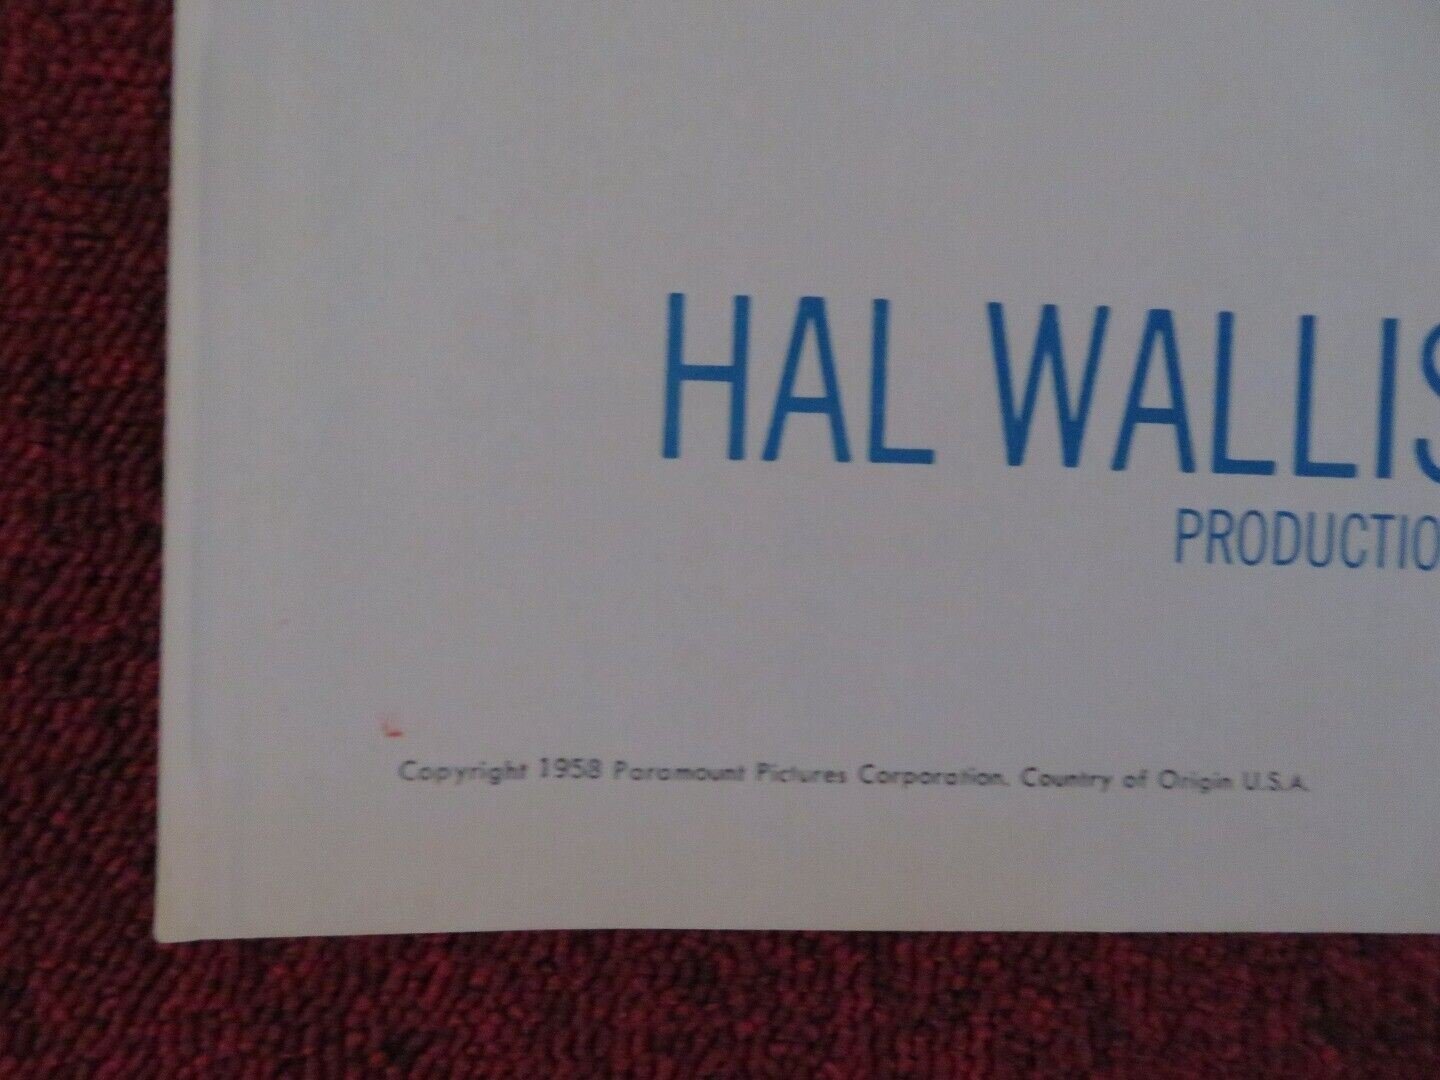 HAL WALLIS
PRODUCTIO
Copyright 1958 Paramount Pictures Corporation. Country of Origin U.S.A.